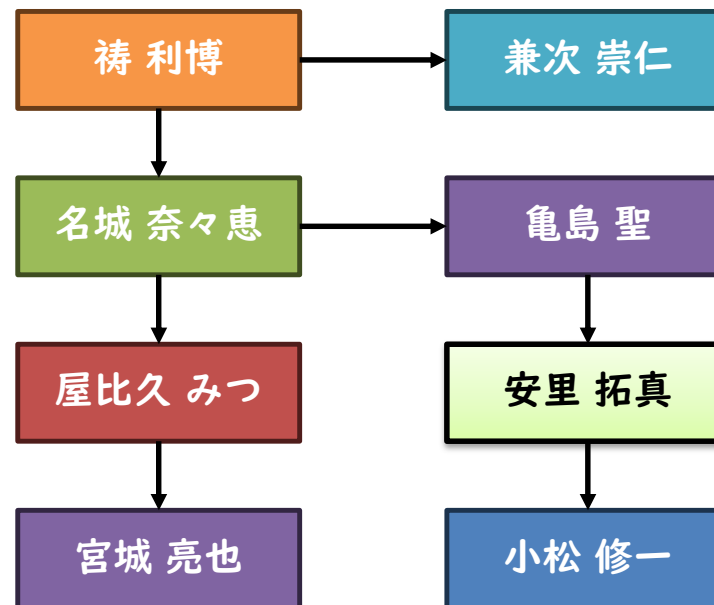 祷 利博
兼次 崇仁
名城 奈々恵
亀島 聖
屋比久 みつ
安里 拓真
宮城 亮也
小松 修一